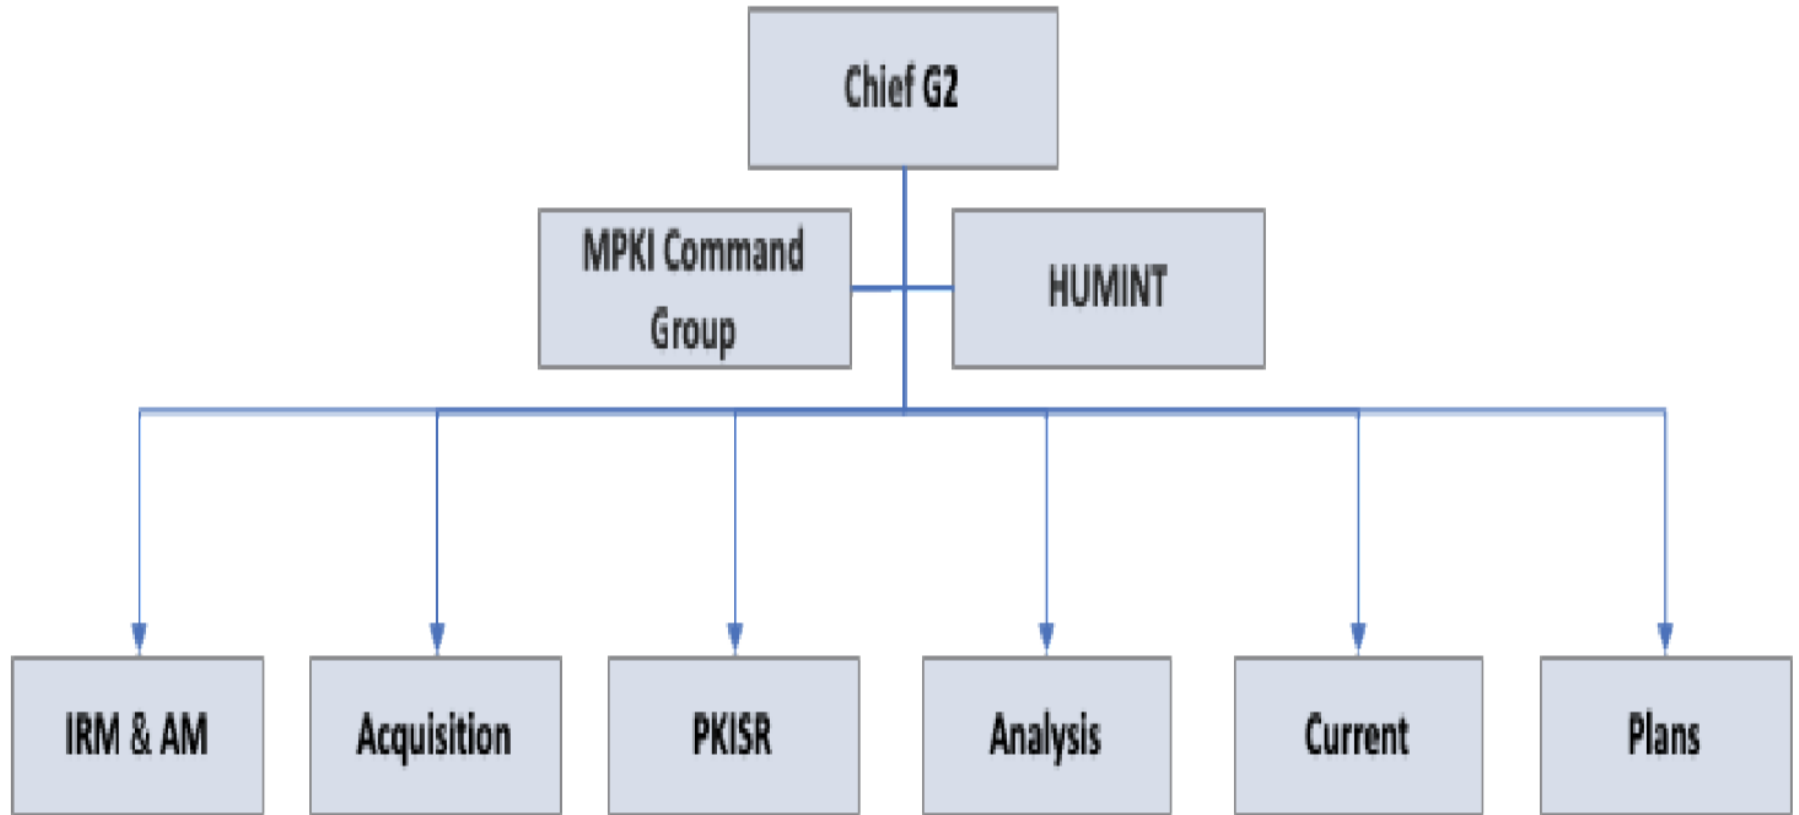 Chief G2
MPKI Command
Group
HUMINT
IRM & AM
Acquisition
PKISR
Analysis
Current
Plans